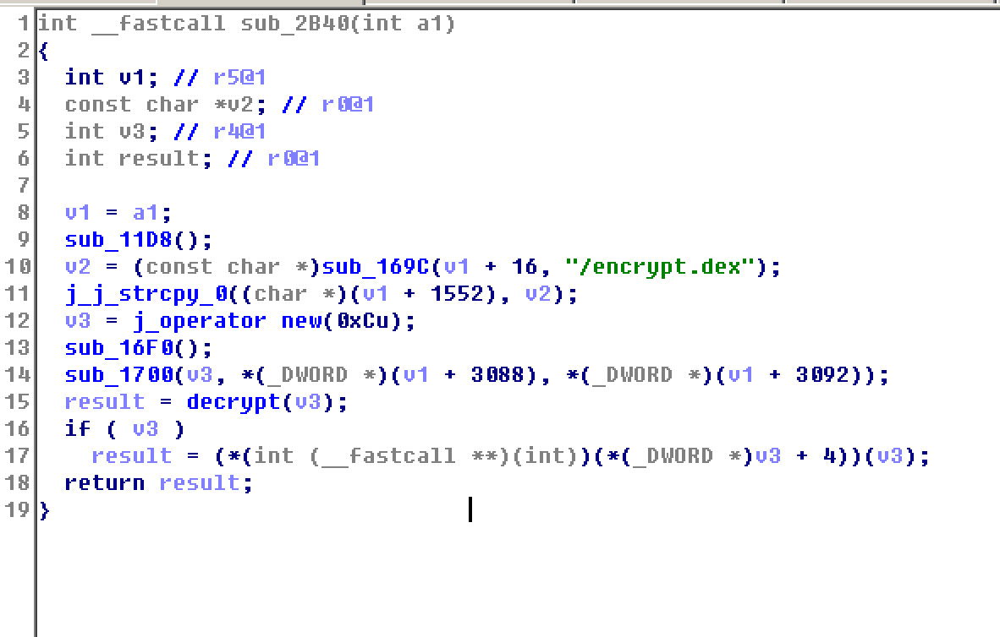 1 int __fastcall sub_2B40(int a1)
2 {
3   int v1; // r5@1
4   const char *v2; // r0@1
5   int v3; // r4@1
6   int result; // r0@1
7
8   v1 = a1;
9   sub_11D8();
10   v2 = (const char *)sub_169C(v1 + 16, "/encrypt.dex");
11   j_j_strcpy_0((char *)(v1 + 1552), v2);
12   v3 = j_operator new(0xCu);
13   sub_16F0();
14   sub_1700(v3, *(_DWORD *)(v1 + 3088), *(_DWORD *)(v1 + 3092));
15   result = decrypt(v3);
16   if ( v3 )
17     result = (*(int (__fastcall **)(int))(*(_DWORD *)v3 + 4))(v3);
18   return result;
19 }